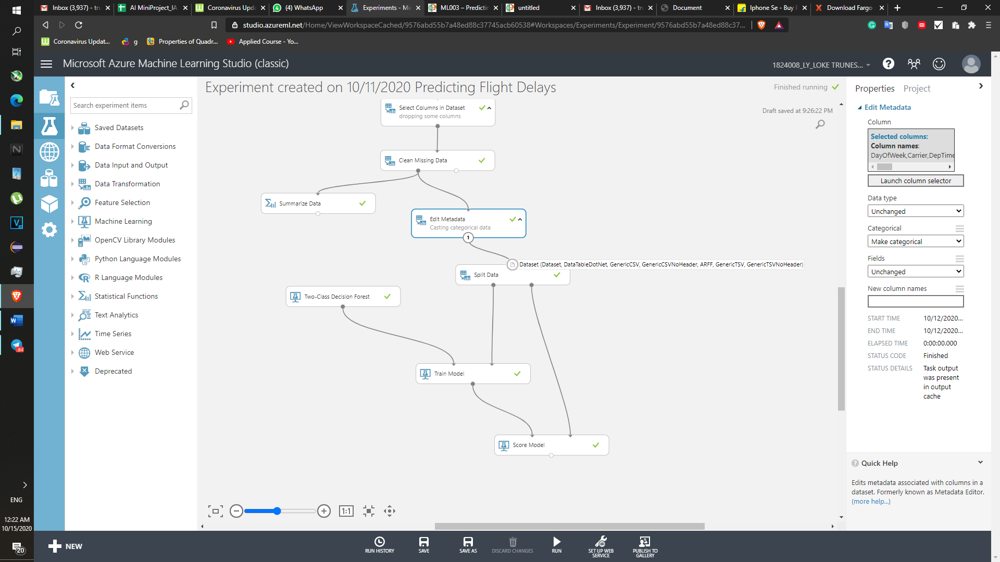 Inbox (3,937) - tru
AI MiniProject_IA
Coronavirus Upda
(4) WhatsApp
Experiments - Mic
ML003 – Predictin
untitled
Inbox (3,937) - tru
Document
Iphone Se - Buy P
Download Fargo
studio.azureml.net/Home/ViewWorkspaceCached/9576abd55b7a48ed88c37745acb60538#Workspaces/Experiments/Experiment/9576abd55b7a48ed88c37...
Coronavirus Updat...
g
Properties of Quadr...
Applied Course - Yo...
Microsoft Azure Machine Learning Studio (classic)
1824008_LY_LOKE TRUNES...
Search experiment items
Saved Datasets
Data Format Conversions
Data Input and Output
Data Transformation
Feature Selection
Machine Learning
OpenCV Library Modules
Python Language Modules
R Language Modules
Statistical Functions
Text Analytics
Time Series
Web Service
Deprecated
Experiment created on 10/11/2020 Predicting Flight Delays
Finished running
Draft saved at 9:26:22 PM
Select Columns in Dataset
dropping some columns
Clean Missing Data
Summarize Data
Edit Metadata
Casting categorical data
1
Dataset (Dataset, DataTableDotNet, GenericCSV, GenericCSVNoHeader, ARFF, GenericTSV, GenericTSVNoHeader)
Split Data
Two-Class Decision Forest
Train Model
Score Model
1:1
Properties
Project
Edit Metadata
Column
Selected columns:
Column names:
DayOfWeek,Carrier,DepTime
Launch column selector
Data type
Unchanged
Categorical
Make categorical
Fields
Unchanged
New column names
START TIME 10/12/2020...
END TIME 10/12/2020...
ELAPSED TIME 0:00:00.000
STATUS CODE Finished
STATUS DETAILS Task output
was present
in output
cache
Quick Help
Edits metadata associated with columns in a
dataset. Formerly known as Metadata Editor.
(more help...)
NEW
RUN HISTORY
SAVE
SAVE AS
DISCARD CHANGES
RUN
SET UP WEB
SERVICE
PUBLISH TO
GALLERY
84
ENG
12:22 AM
10/15/2020
20